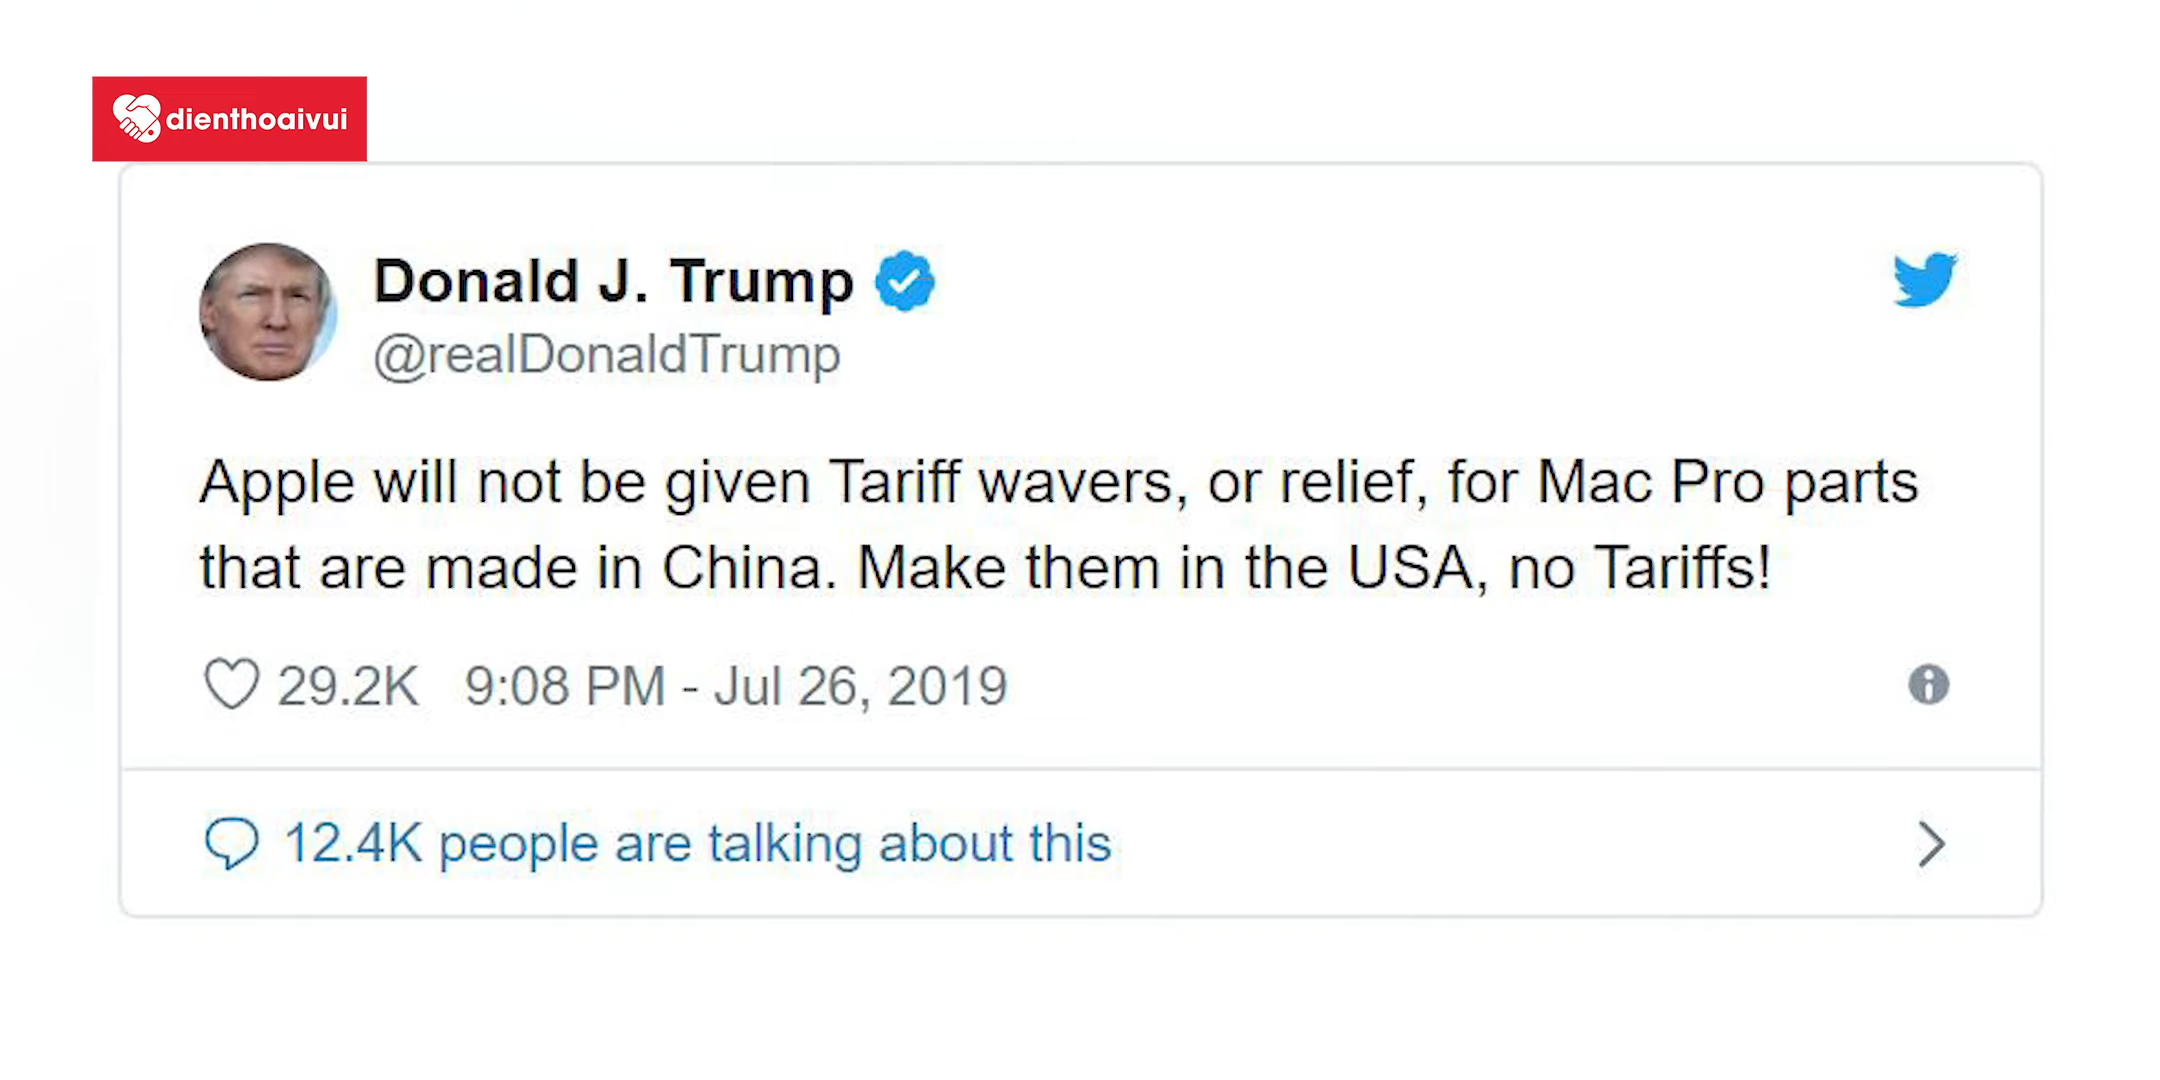 dienthoaivui
Donald J. Trump
@realDonaldTrump
Apple will not be given Tariff wavers, or relief, for Mac Pro parts
that are made in China. Make them in the USA, no Tariffs!
29.2K 9:08 PM - Jul 26, 2019
12.4K people are talking about this